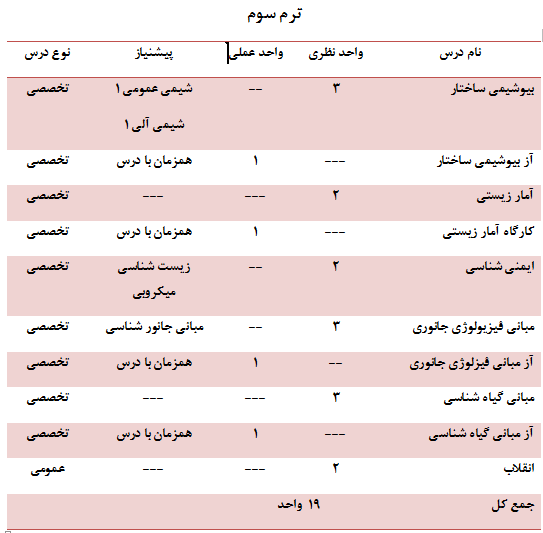 ترم سوم
نام درس واحد نظری واحد عملی پیشنیاز نوع درس
بیوشیمی ساختار ۳ -- شیمی عمومی۱ تخصصی
شیمی آلی۱
آز بیوشیمی ساختار --- ۱ همزمان با درس تخصصی
آمار زیستی ۲ --- --- تخصصی
کارگاه آمار زیستی --- ۱ همزمان با درس تخصصی
ایمنی شناسی ۲ -- زیست شناسی تخصصی
میکروبی
مبانی فیزیولوژی جانوری ۳ -- مبانی جانور شناسی تخصصی
آز مبانی فیزلوژی جانوری -- ۱ همزمان با درس تخصصی
مبانی گیاه شناسی ۳ --- --- تخصصی
آز مبانی گیاه شناسی --- ۱ همزمان با درس تخصصی
انقلاب ۲ --- --- عمومی
جمع کل ۱۹ واحد